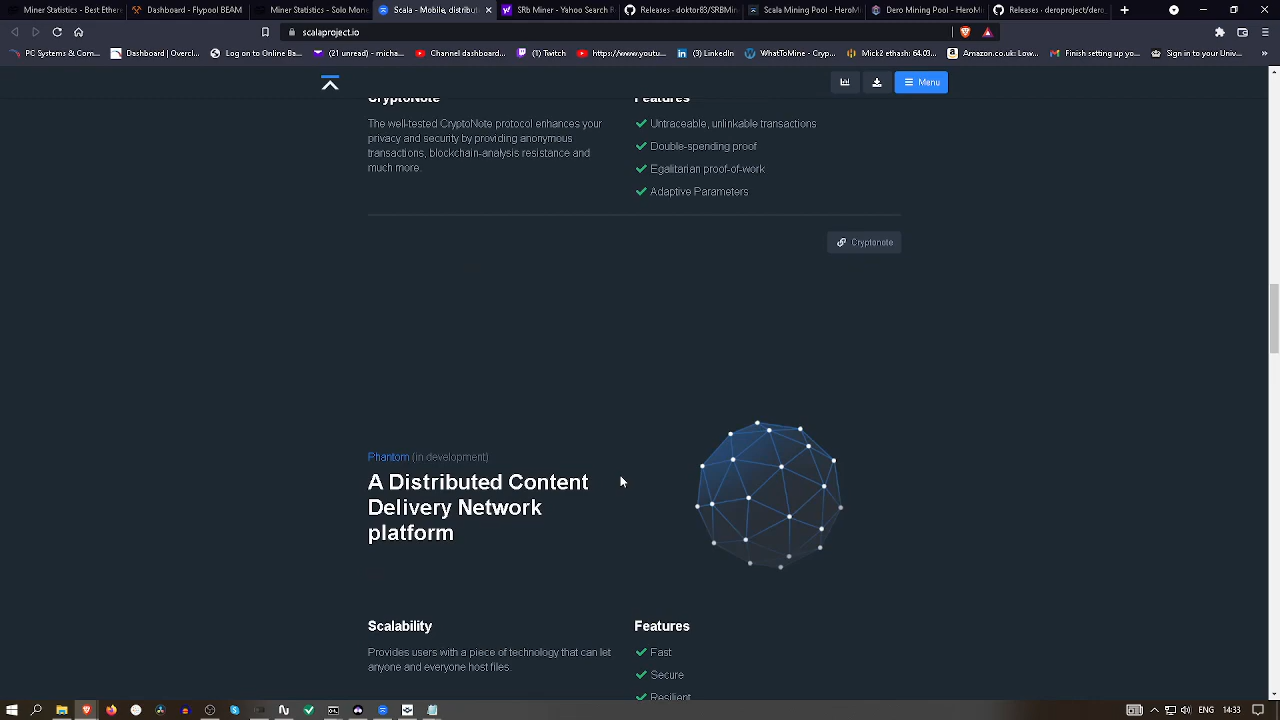 Miner Statistics - Best Ethere
Dashboard - Flypool BEAM
Miner Statistics - Solo Mone
Scala - Mobile, distribut
SRb Miner - Yahoo Search R
Releases · doktor83/SRBMin
Scala Mining Pool - HeroMi
Dero Mining Pool - HeroMi
Releases · deroproject/dero
scalaproject.io
PC Systems & Com...
Dashboard | Overcl...
Log on to Online Ba...
(21 unread) - micha...
Channel dashboard...
Twitch
https://www.youtu...
(3) LinkedIn
WhatToMine - Cryp...
Mick2 ethash: 64.03...
Amazon.co.uk: Low...
Finish setting up yo...
Sign in to your Univ...
Menu
CryptoNote
Features
The well-tested CryptoNote protocol enhances your
privacy and security by providing anonymous
transactions, blockchain-analysis resistance and
much more.
Untraceable, unlinkable transactions
Double-spending proof
Egalitarian proof-of-work
Adaptive Parameters
Cryptonote
Phantom (in development)
A Distributed Content
Delivery Network
platform
Scalability
Features
Provides users with a piece of technology that can let
anyone and everyone host files.
Fast
Secure
Resilient
ENG
14:33